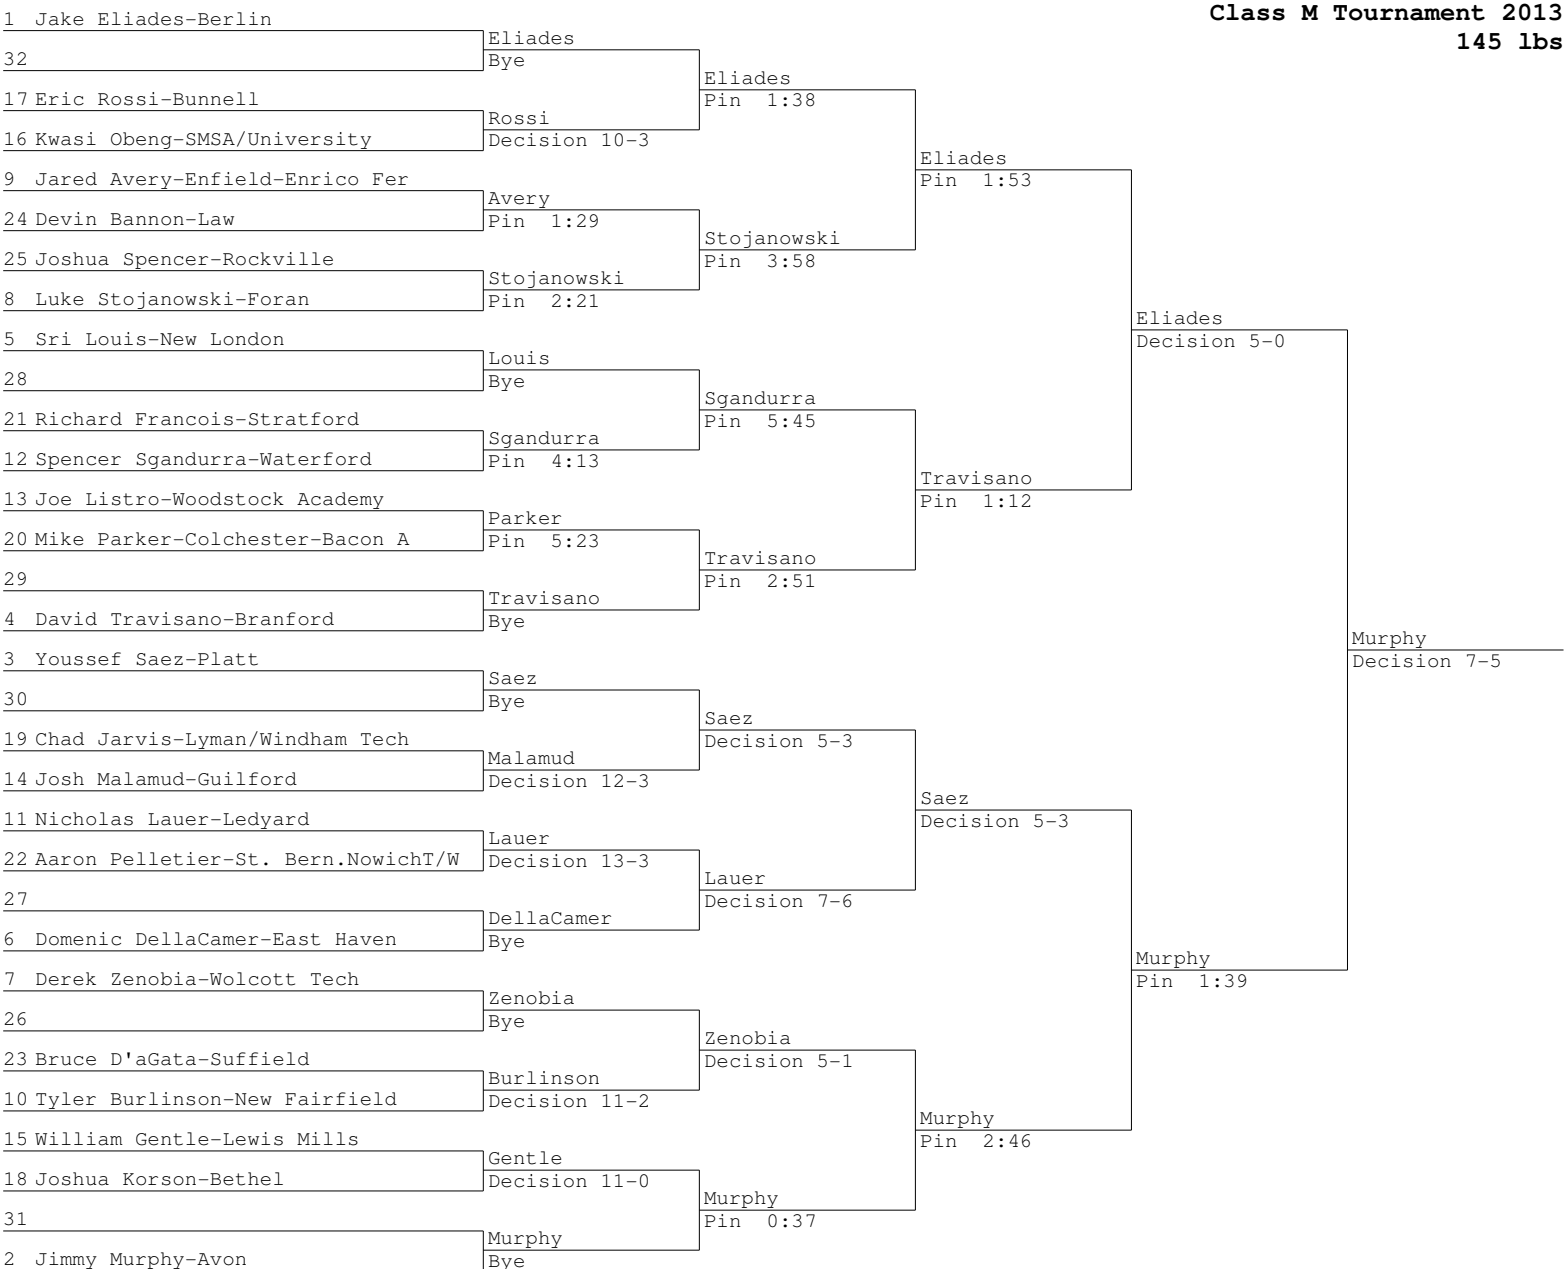 Class M Tournament 2013
145 lbs
1 Jake Eliades-Berlin
32
17 Eric Rossi-Bunnell
16 Kwasi Obeng-SMSA/University
9 Jared Avery-Enfield-Enrico Fer
24 Devin Bannon-Law
25 Joshua Spencer-Rockville
8 Luke Stojanowski-Foran
5 Sri Louis-New London
28
21 Richard Francois-Stratford
12 Spencer Sgandurra-Waterford
13 Joe Listro-Woodstock Academy
20 Mike Parker-Colchester-Bacon A
29
4 David Travisano-Branford
3 Youssef Saez-Platt
30
19 Chad Jarvis-Lyman/Windham Tech
14 Josh Malamud-Guilford
11 Nicholas Lauer-Ledyard
22 Aaron Pelletier-St. Bern.NowichT/W
27
6 Domenic DellaCamer-East Haven
7 Derek Zenobia-Wolcott Tech
26
23 Bruce D'aGata-Suffield
10 Tyler Burlinson-New Fairfield
15 William Gentle-Lewis Mills
18 Joshua Korson-Bethel
31
2 Jimmy Murphy-Avon
Eliades
Bye
Rossi
Decision 10-3
Avery
Pin 1:29
Stojanowski
Pin 2:21
Louis
Bye
Sgandurra
Pin 4:13
Parker
Pin 5:23
Travisano
Bye
Saez
Bye
Malamud
Decision 12-3
Lauer
Decision 13-3
DellaCamer
Bye
Zenobia
Bye
Burlinson
Decision 11-2
Gentle
Decision 11-0
Murphy
Bye
Eliades
Pin 1:38
Stojanowski
Pin 3:58
Sgandurra
Pin 5:45
Travisano
Pin 2:51
Saez
Decision 5-3
Lauer
Decision 7-6
Zenobia
Decision 5-1
Murphy
Pin 0:37
Eliades
Pin 1:53
Travisano
Pin 1:12
Saez
Decision 5-3
Murphy
Pin 2:46
Eliades
Decision 5-0
Murphy
Pin 1:39
Murphy
Decision 7-5